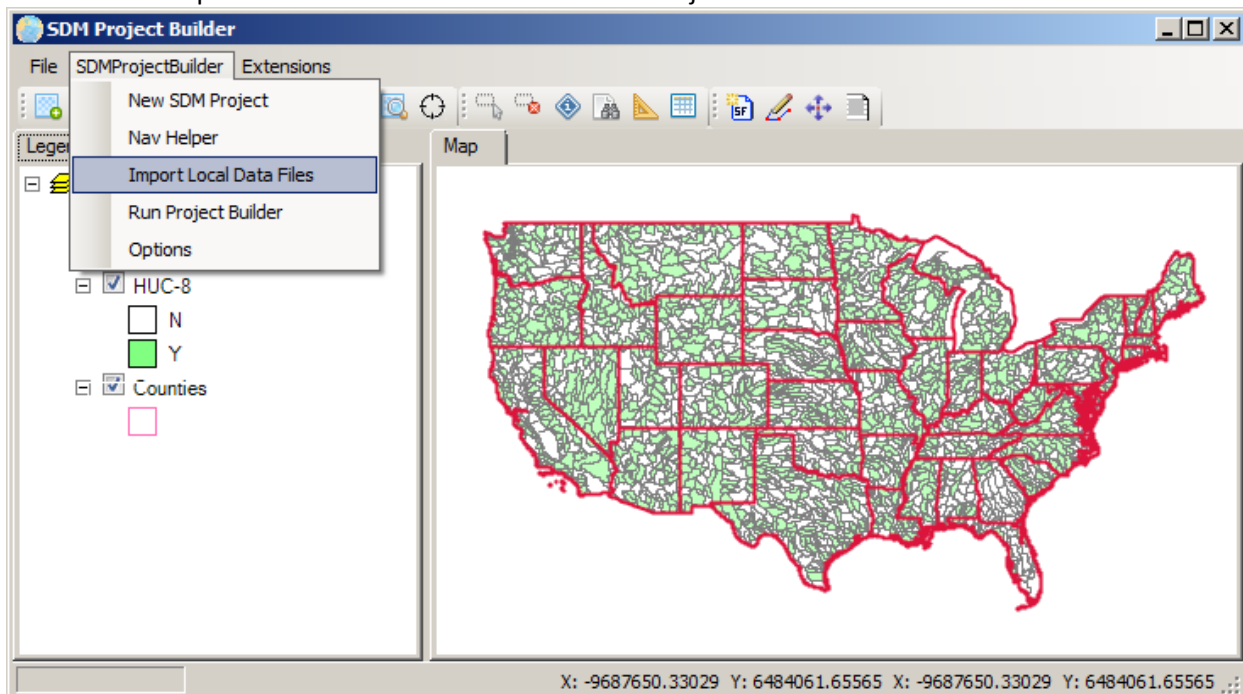 SDM Project Builder
File SDMProjectBuilder Extensions
New SDM Project
Nav Helper
Import Local Data Files
Run Project Builder
Options
SF
Map
HUC-8
N
Y
Counties
X: -9687650.33029 Y: 6484061.65565 X: -9687650.33029 Y: 6484061.65565